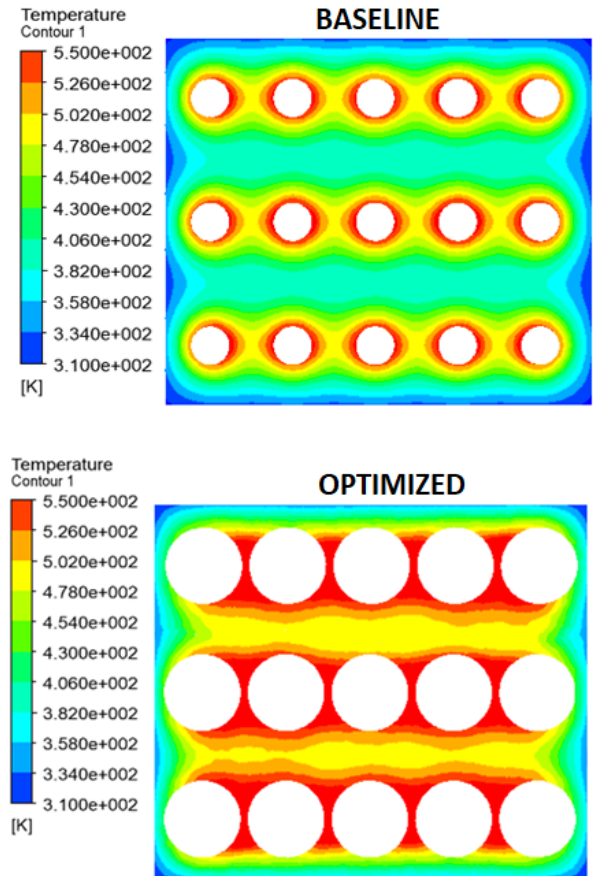 BASELINE
Temperature
Contour 1
5.500e+002
5.260e+002
5.020e+002
4.780e+002
4.540e+002
4.300e+002
4.060e+002
3.820e+002
3.580e+002
3.340e+002
3.100e+002
[K]
OPTIMIZED
Temperature
Contour 1
5.500e+002
5.260e+002
5.020e+002
4.780e+002
4.540e+002
4.300e+002
4.060e+002
3.820e+002
3.580e+002
3.340e+002
3.100e+002
[K]